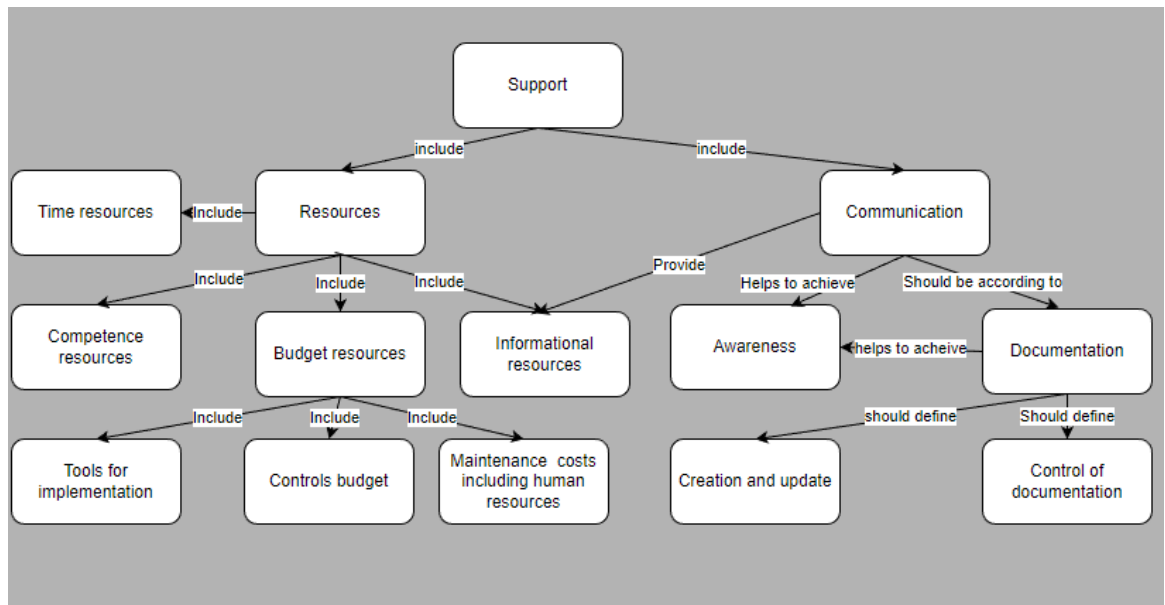 Support
include
include
Time resources
Include
Resources
Communication
Include
Include
Include
Provide
Helps to achieve
Should be according to
Competence
resources
Budget resources
Informational
resources
Awareness
helps to acheive
Documentation
Include
Include
Include
should define
Should define
Tools for
implementation
Controls budget
Maintenance costs
including human
resources
Creation and update
Control of
documentation